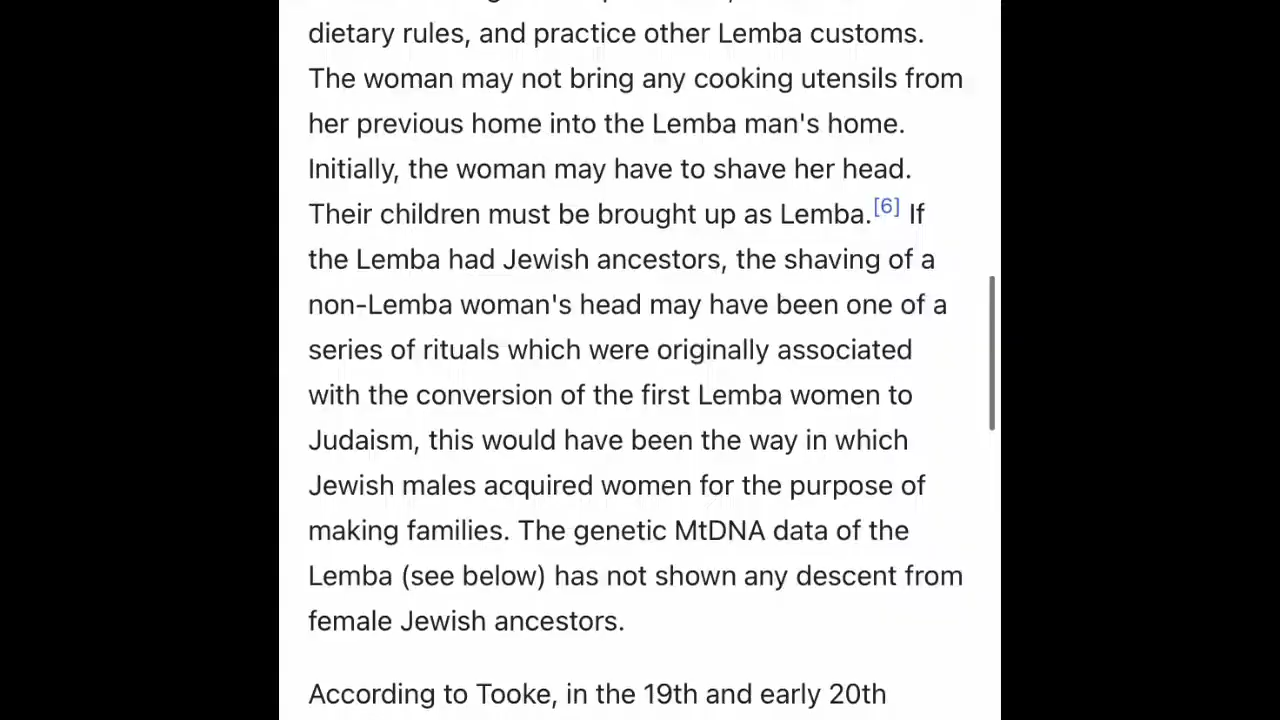 dietary rules, and practice other Lemba customs.
The woman may not bring any cooking utensils from
her previous home into the Lemba man's home.
Initially, the woman may have to shave her head.
Their children must be brought up as Lemba.[6] If
the Lemba had Jewish ancestors, the shaving of a
non-Lemba woman's head may have been one of a
series of rituals which were originally associated
with the conversion of the first Lemba women to
Judaism, this would have been the way in which
Jewish males acquired women for the purpose of
making families. The genetic MtDNA data of the
Lemba (see below) has not shown any descent from
female Jewish ancestors.
According to Tooke, in the 19th and early 20th